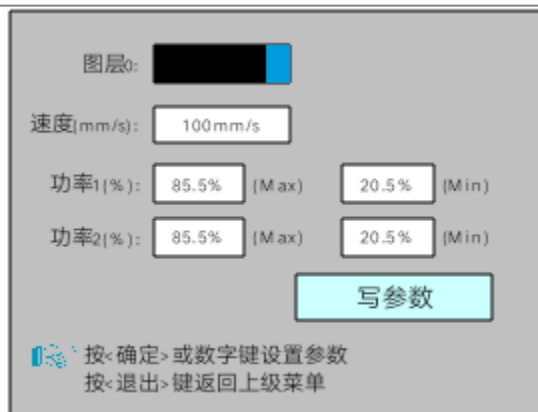 图层0:
速度(mm/s): 100mm/s
功率1(%): 85.5% (Max) 20.5% (Min)
功率2(%): 85.5% (Max) 20.5% (Min)
写参数
按<确定>或数字键设置参数
按<退出>键返回上级菜单